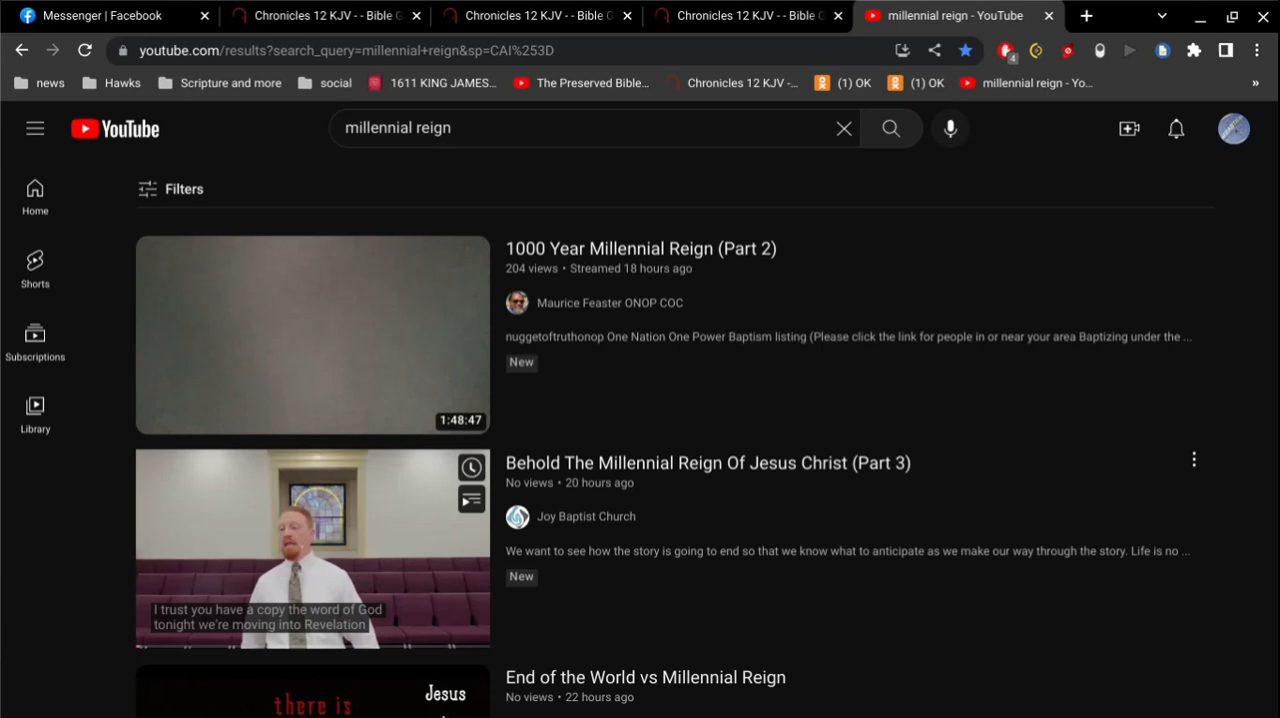 Messenger | Facebook
Chronicles 12 KJV - - Bible G
Chronicles 12 KJV - - Bible G
Chronicles 12 KJV - - Bible G
millennial reign - YouTube
youtube.com/results?search_query=millennial+reign&sp=CAI%253D
4
news
Hawks
Scripture and more
social
1611 KING JAMES...
The Preserved Bible...
Chronicles 12 KJV -...
(1) OK
(1) OK
millennial reign - Yo...
»
YouTube
millennial reign
Home
Shorts
Subscriptions
Library
Filters
1:48:47
1000 Year Millennial Reign (Part 2)
204 views • Streamed 18 hours ago
Maurice Feaster ONOP COC
nuggetoftruthonop One Nation One Power Baptism listing (Please click the link for people in or near your area Baptizing under the ...
New
I trust you have a copy the word of God
tonight we're moving into Revelation
Behold The Millennial Reign Of Jesus Christ (Part 3)
No views • 20 hours ago
Joy Baptist Church
We want to see how the story is going to end so that we know what to anticipate as we make our way through the story. Life is no ...
New
there is
Jesus
End of the World vs Millennial Reign
No views • 22 hours ago